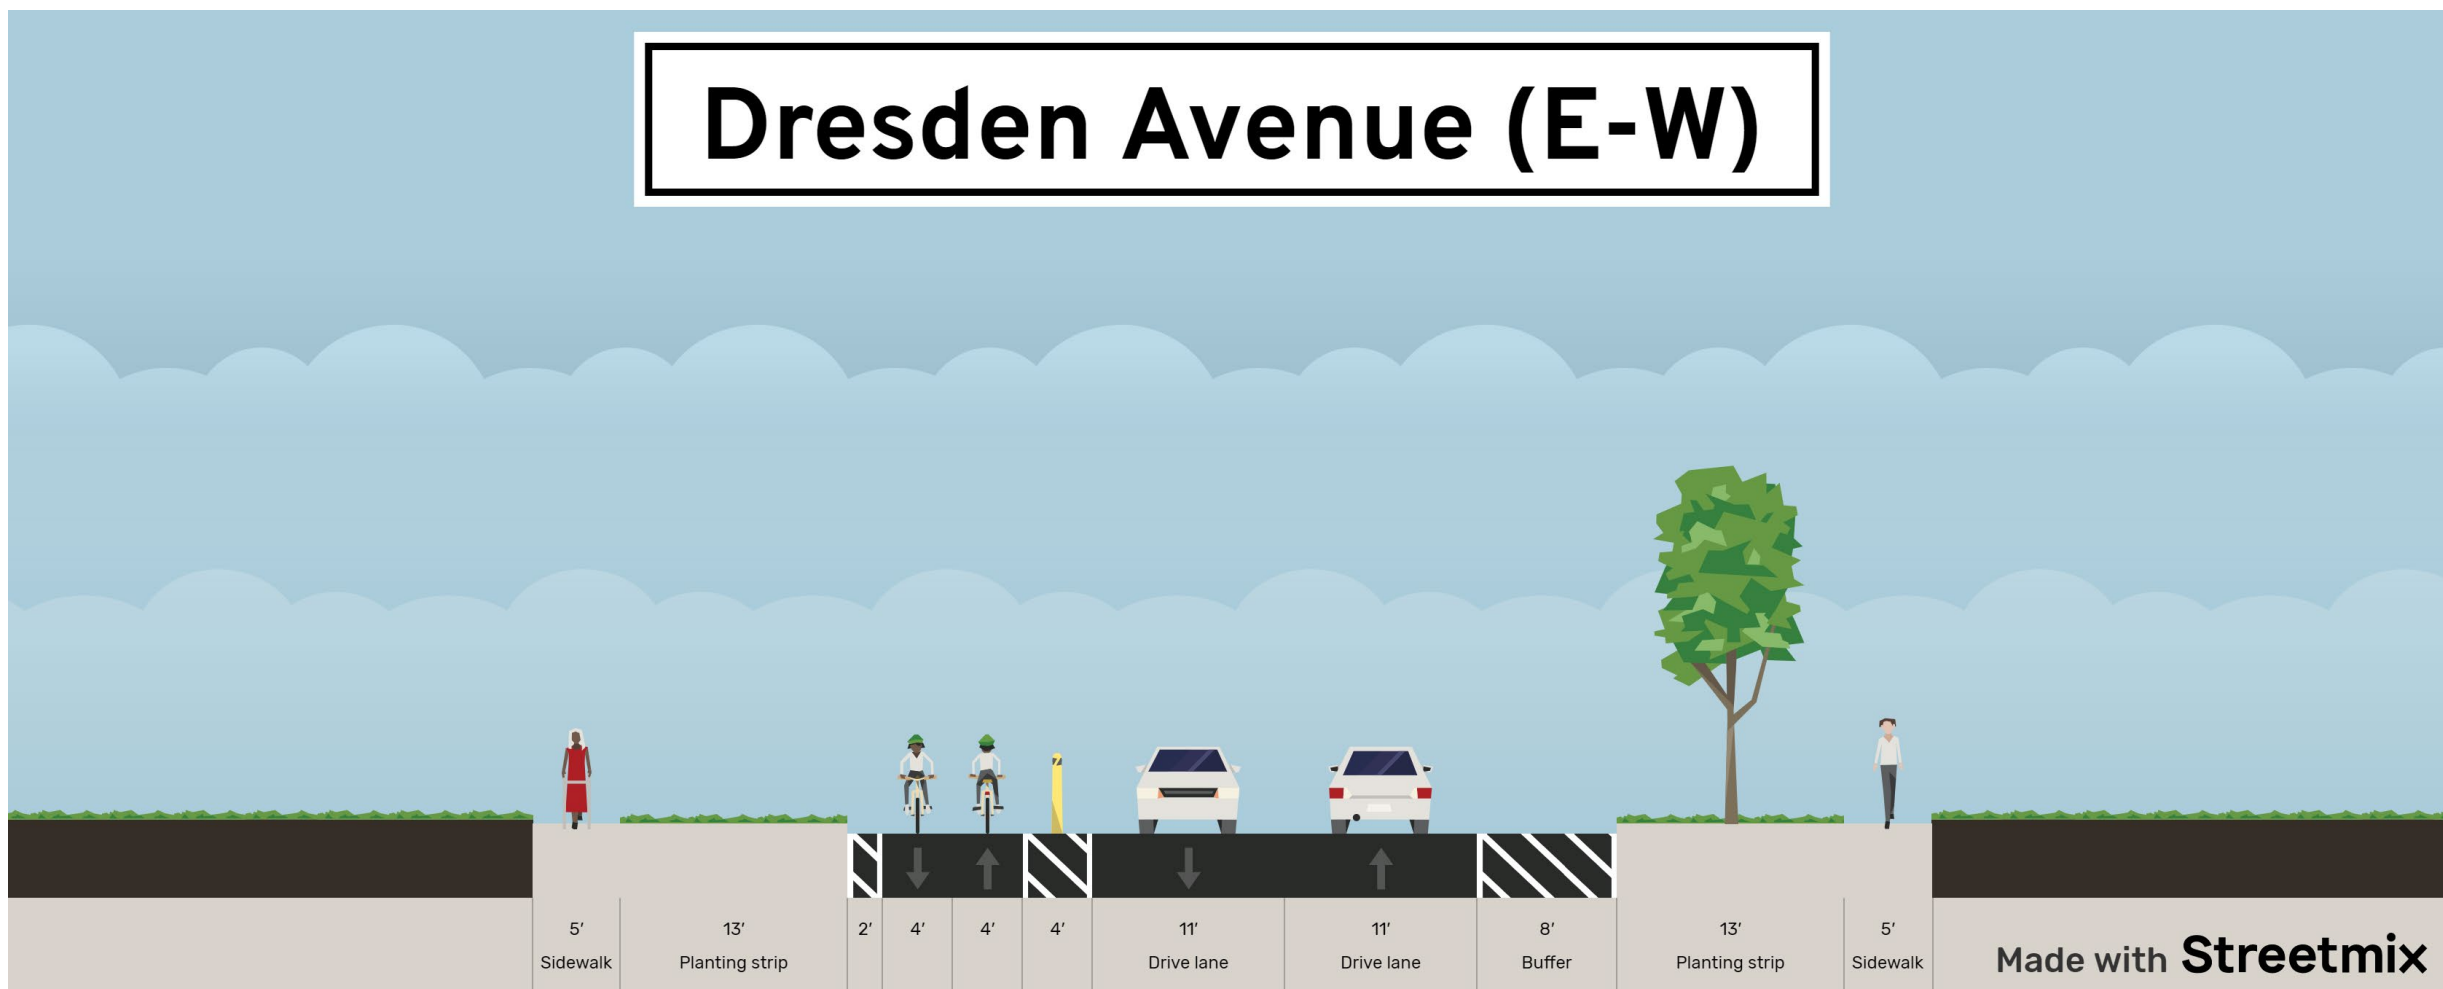 Dresden Avenue (E-W)
5' 13' 2' 4' 4' 4' 11' 11' 8' 13' 5'
Sidewalk Planting strip Drive lane Drive lane Buffer Planting strip Sidewalk
Made with Streetmix